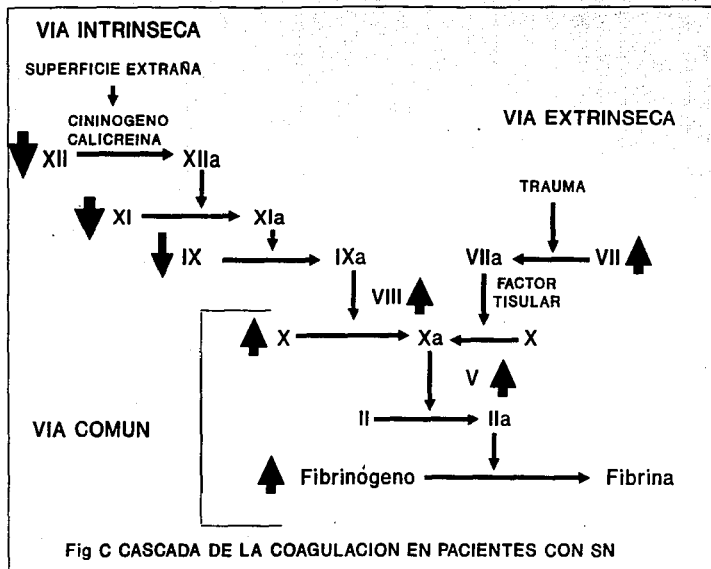 VIA INTRINSECA
SUPERFICIE EXTRAÑA
CININOGENO
CALICREINA
VIA EXTRINSECA
XII XIIa
TRAUMA
XI XIa
IX IXa VIIa VII
VIII FACTOR
TISULAR
X Xa X
V
II IIa
VIA COMUN
Fibrinógeno Fibrina
Fig C CASCADA DE LA COAGULACION EN PACIENTES CON SN